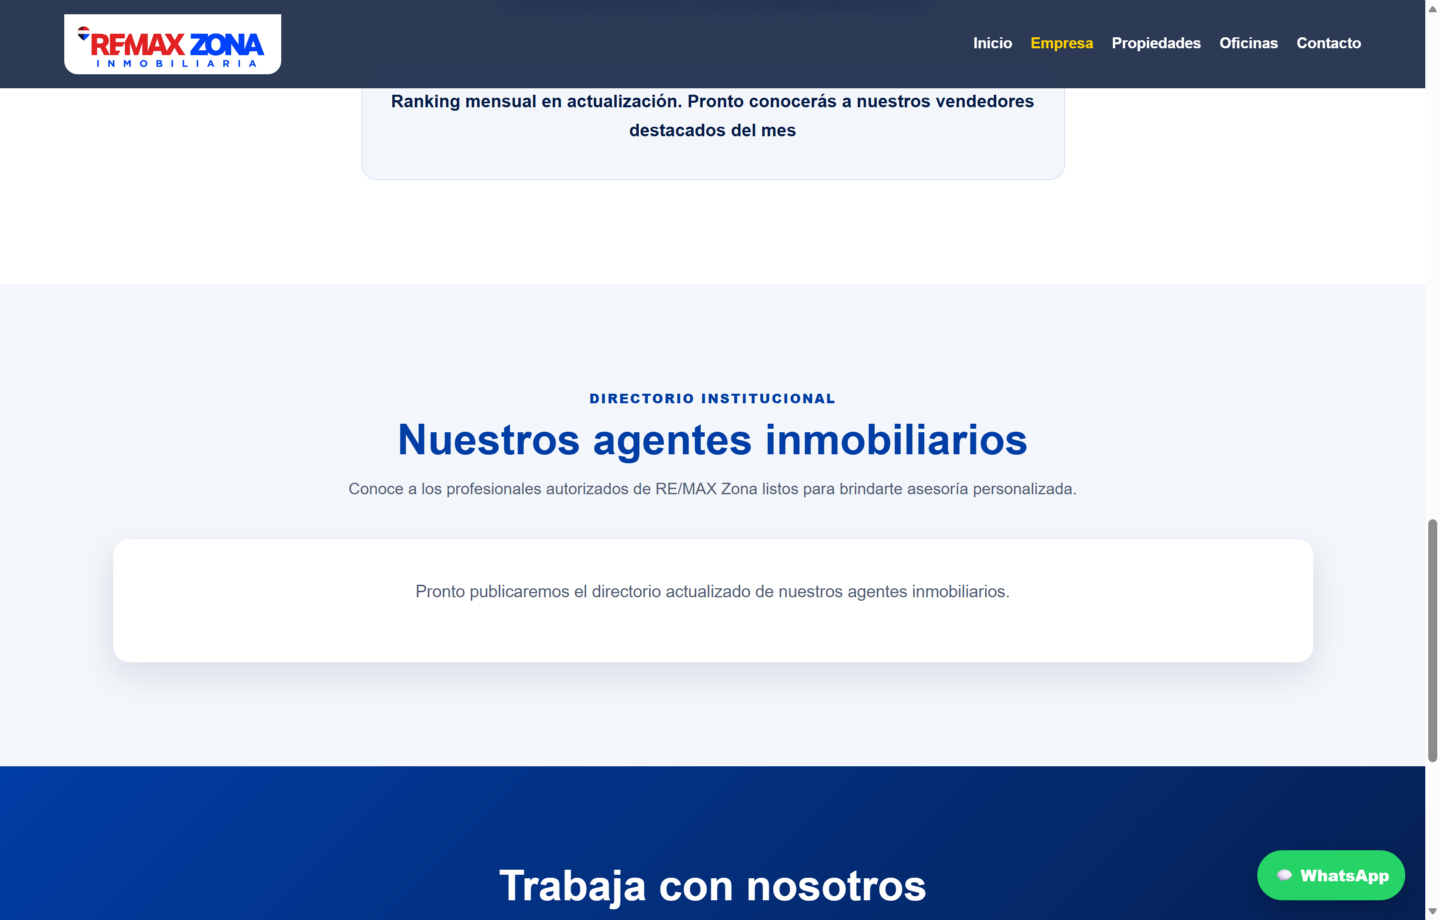 REMAX ZONA
INMOBILIARIA
Inicio Empresa Propiedades Oficinas Contacto
Ranking mensual en actualización. Pronto conocerás a nuestros vendedores
destacados del mes
DIRECTORIO INSTITUCIONAL
Nuestros agentes inmobiliarios
Conoce a los profesionales autorizados de RE/MAX Zona listos para brindarte asesoría personalizada.
Pronto publicaremos el directorio actualizado de nuestros agentes inmobiliarios.
Trabaja con nosotros
WhatsApp